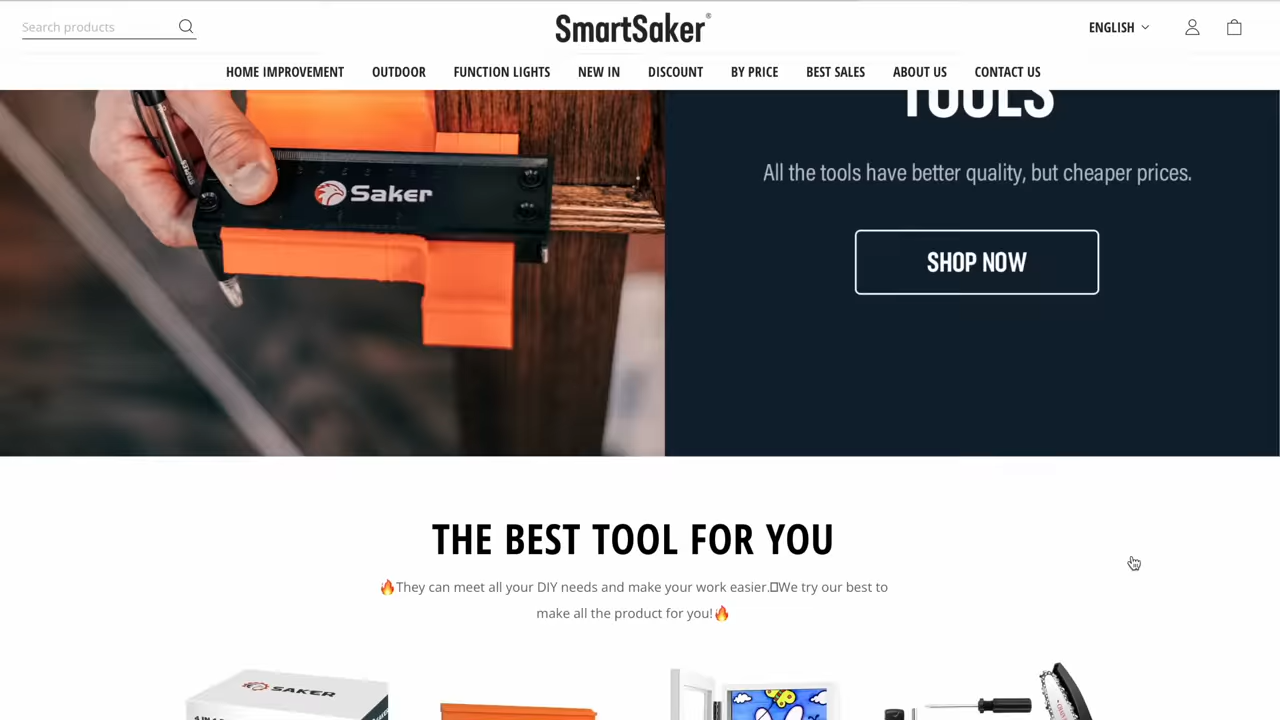 Search products
SmartSaker®
ENGLISH
HOME IMPROVEMENT OUTDOOR FUNCTION LIGHTS NEW IN DISCOUNT BY PRICE BEST SALES ABOUT US CONTACT US
TOOLS
Saker
All the tools have better quality, but cheaper prices.
SHOP NOW
THE BEST TOOL FOR YOU
🔥They can meet all your DIY needs and make your work easier.□We try our best to
make all the product for you!🔥
SAKER